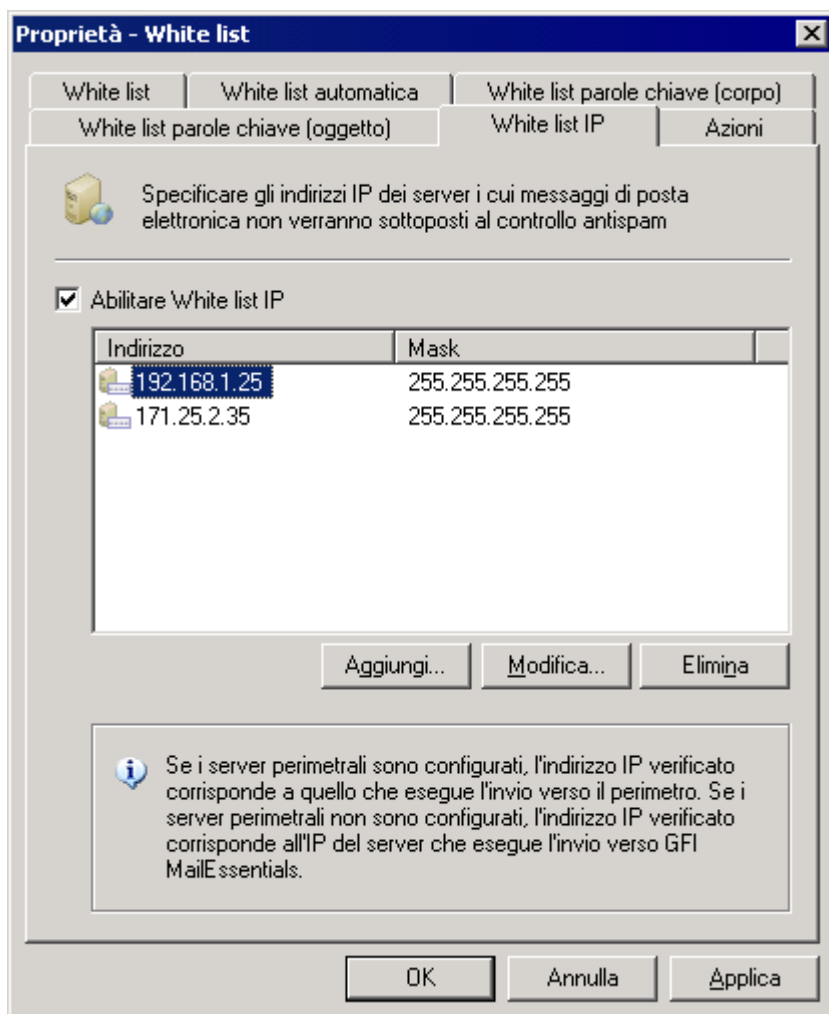 Proprietà - White list
White list
White list automatica
White list parole chiave (corpo)
White list parole chiave (oggetto)
White list IP
Azioni
Specificare gli indirizzi IP dei server i cui messaggi di posta
elettronica non verranno sottoposti al controllo antispam
Abilitare White list IP
Indirizzo Mask
192.168.1.25 255.255.255.255
171.25.2.35 255.255.255.255
Aggiungi... Modifica... Elimina
Se i server perimetrali sono configurati, l'indirizzo IP verificato
corrisponde a quello che esegue l'invio verso il perimetro. Se i
server perimetrali non sono configurati, l'indirizzo IP verificato
corrisponde all'IP del server che esegue l'invio verso GFI
MailEssentials.
OK Annulla Applica